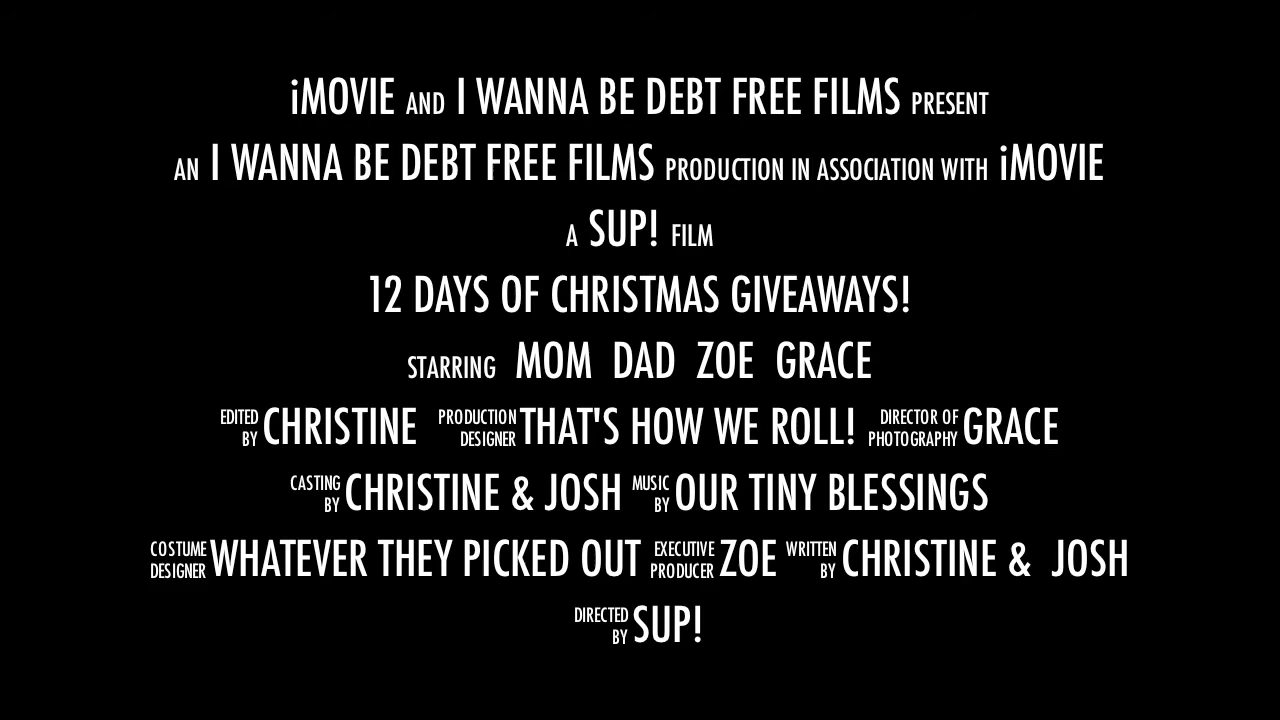 iMOVIE AND I WANNA BE DEBT FREE FILMS PRESENT
AN I WANNA BE DEBT FREE FILMS PRODUCTION IN ASSOCIATION WITH iMOVIE
A SUP! FILM
12 DAYS OF CHRISTMAS GIVEAWAYS!
STARRING MOM DAD ZOE GRACE
EDITED BY CHRISTINE PRODUCTION DESIGNER THAT'S HOW WE ROLL! DIRECTOR OF PHOTOGRAPHY GRACE
CASTING BY CHRISTINE & JOSH MUSIC BY OUR TINY BLESSINGS
COSTUME DESIGNER WHATEVER THEY PICKED OUT EXECUTIVE PRODUCER ZOE WRITTEN BY CHRISTINE & JOSH
DIRECTED BY SUP!